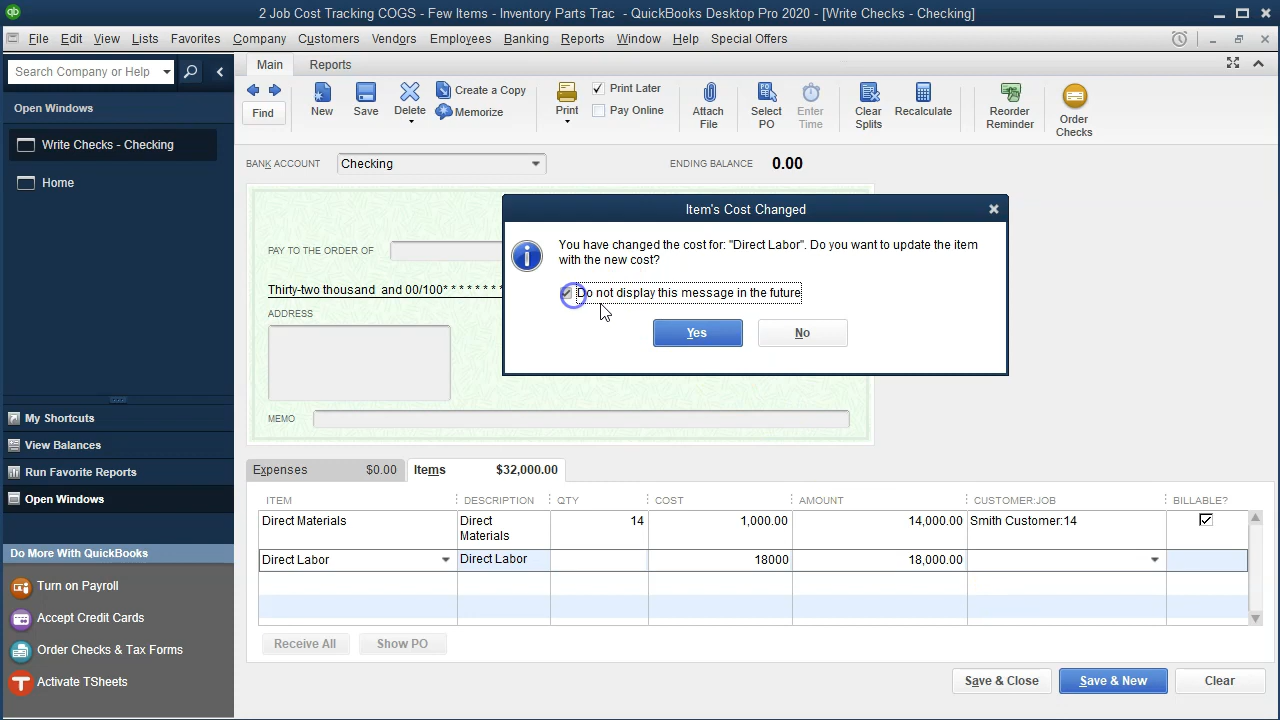 2 Job Cost Tracking COGS - Few Items - Inventory Parts Trac - QuickBooks Desktop Pro 2020 - [Write Checks - Checking]
File Edit View Lists Favorites Company Customers Vendors Employees Banking Reports Window Help Special Offers
Search Company or Help
Open Windows
Write Checks - Checking
Home
My Shortcuts
View Balances
Run Favorite Reports
Open Windows
Do More With QuickBooks
Turn on Payroll
Accept Credit Cards
Order Checks & Tax Forms
Activate TSheets
Main Reports
Find
New
Save
Delete
Create a Copy
Memorize
Print
Print Later
Pay Online
Attach File
Select PO
Enter Time
Clear Splits
Recalculate
Reorder Reminder
Order Checks
BANK ACCOUNT Checking ENDING BALANCE 0.00
PAY TO THE ORDER OF
Thirty-two thousand and 00/100* * * * * * * *
ADDRESS
MEMO
Item's Cost Changed
You have changed the cost for: "Direct Labor". Do you want to update the item
with the new cost?
Do not display this message in the future
Yes No
Expenses $0.00 Items $32,000.00
ITEM DESCRIPTION QTY COST AMOUNT CUSTOMER:JOB BILLABLE?
Direct Materials Direct Materials 14 1,000.00 14,000.00 Smith Customer:14
Direct Labor Direct Labor 18000 18,000.00
Receive All Show PO
Save & Close Save & New Clear